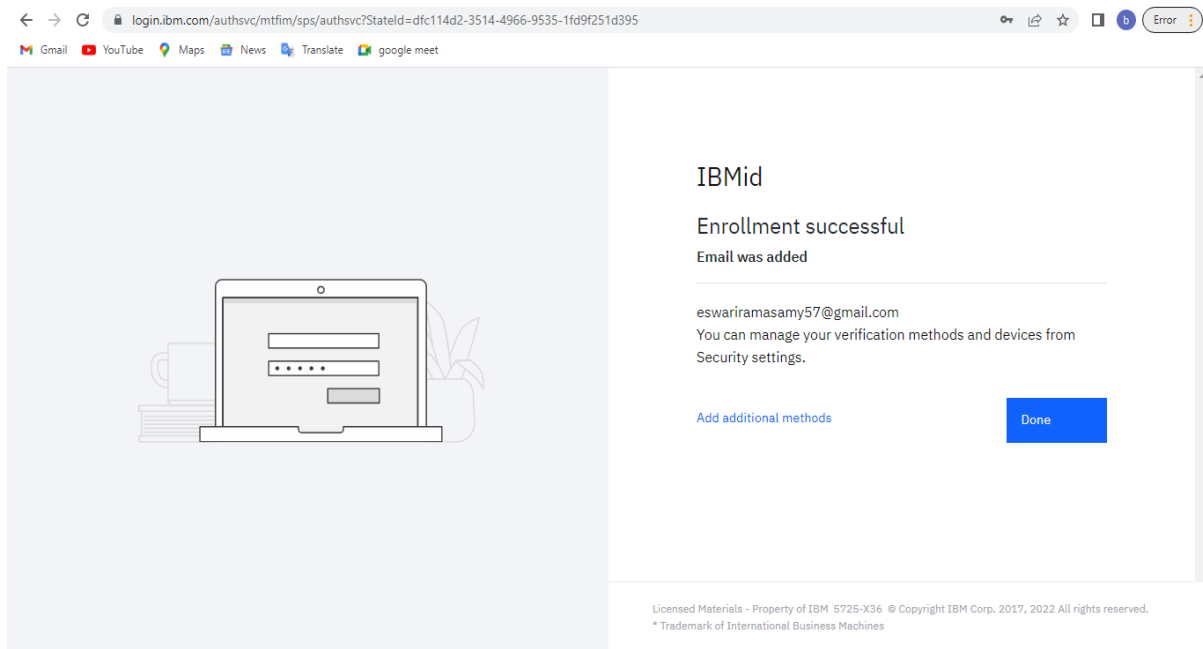 login.ibm.com/authsvc/mtfim/sps/authsvc?StateId=dfc114d2-3514-4966-9535-1fd9f251d395
b
Error
Gmail YouTube Maps News Translate google meet
IBMid
Enrollment successful
Email was added
eswariramasamy57@gmail.com
You can manage your verification methods and devices from
Security settings.
Add additional methods
Done
Licensed Materials - Property of IBM 5725-X36 © Copyright IBM Corp. 2017, 2022 All rights reserved.
* Trademark of International Business Machines